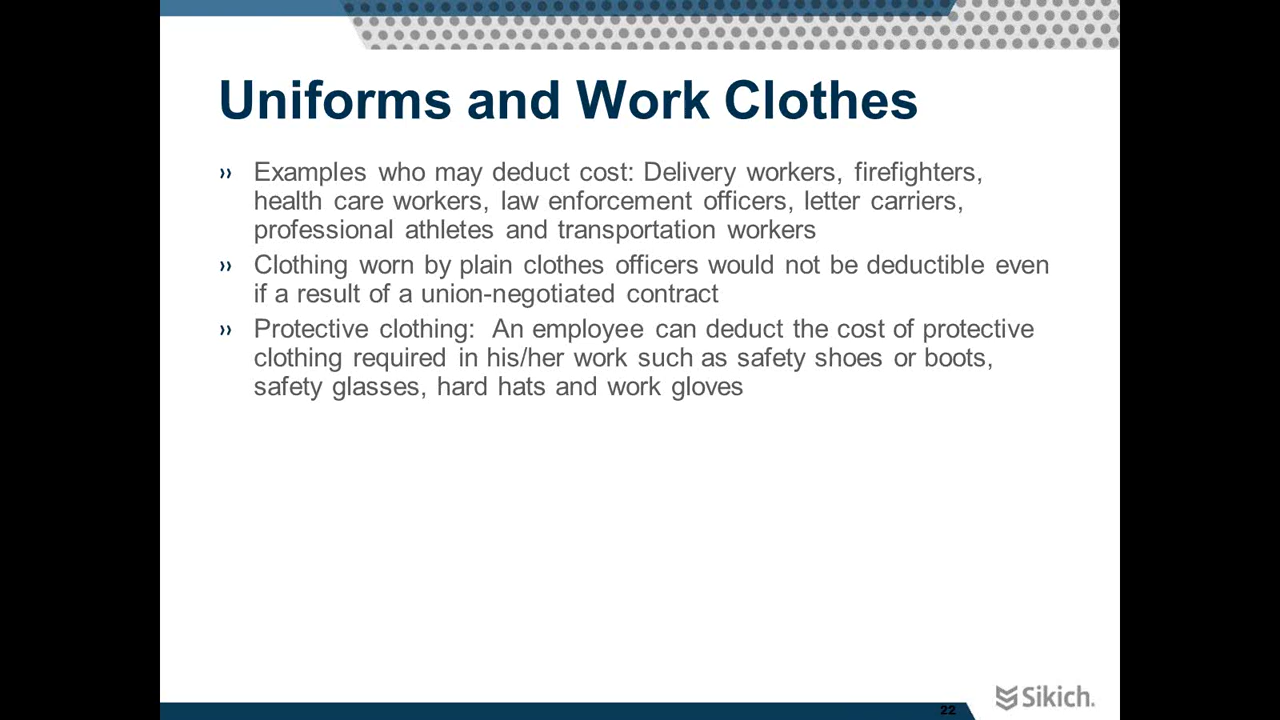 Uniforms and Work Clothes
›› Examples who may deduct cost: Delivery workers, firefighters,
health care workers, law enforcement officers, letter carriers,
professional athletes and transportation workers
›› Clothing worn by plain clothes officers would not be deductible even
if a result of a union-negotiated contract
›› Protective clothing: An employee can deduct the cost of protective
clothing required in his/her work such as safety shoes or boots,
safety glasses, hard hats and work gloves
22
Sikich.